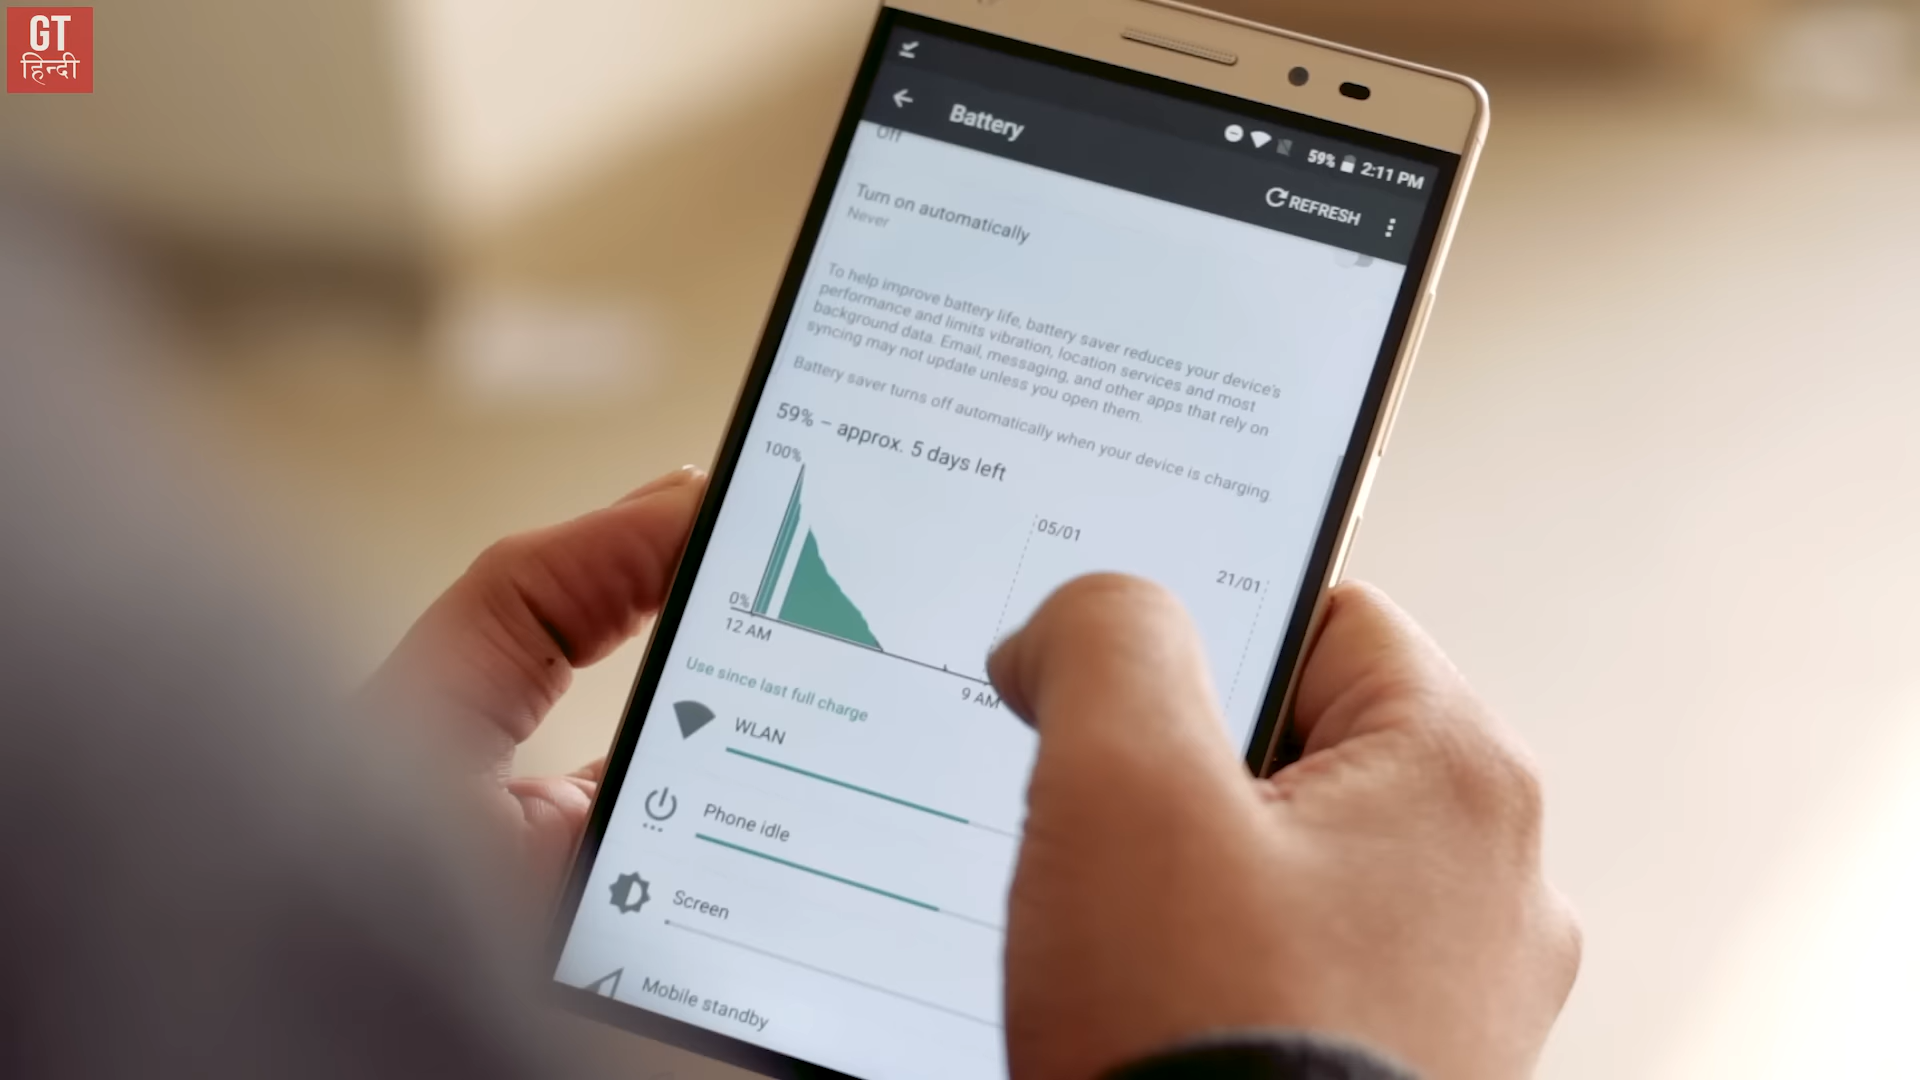 GT
हिन्दी
59% 2:11 PM
Battery
REFRESH
Off
Turn on automatically
Never
To help improve battery life, battery saver reduces your device's
performance and limits vibration, location services and most
background data. Email, messaging, and other apps that rely on
syncing may not update unless you open them.
Battery saver turns off automatically when your device is charging.
59% – approx. 5 days left
100%
05/01
21/01
0%
12 AM
9 AM
Use since last full charge
WLAN
Phone idle
Screen
Mobile standby